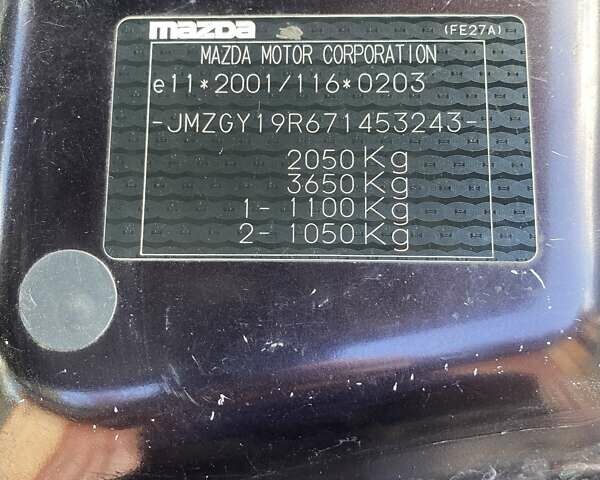 mazda (FE27A)
MAZDA MOTOR CORPORATION
e11*2001/116*0203
-JMZGY19R671453243-
2050 Kg
3650 Kg
1- 1100 Kg
2- 1050 Kg